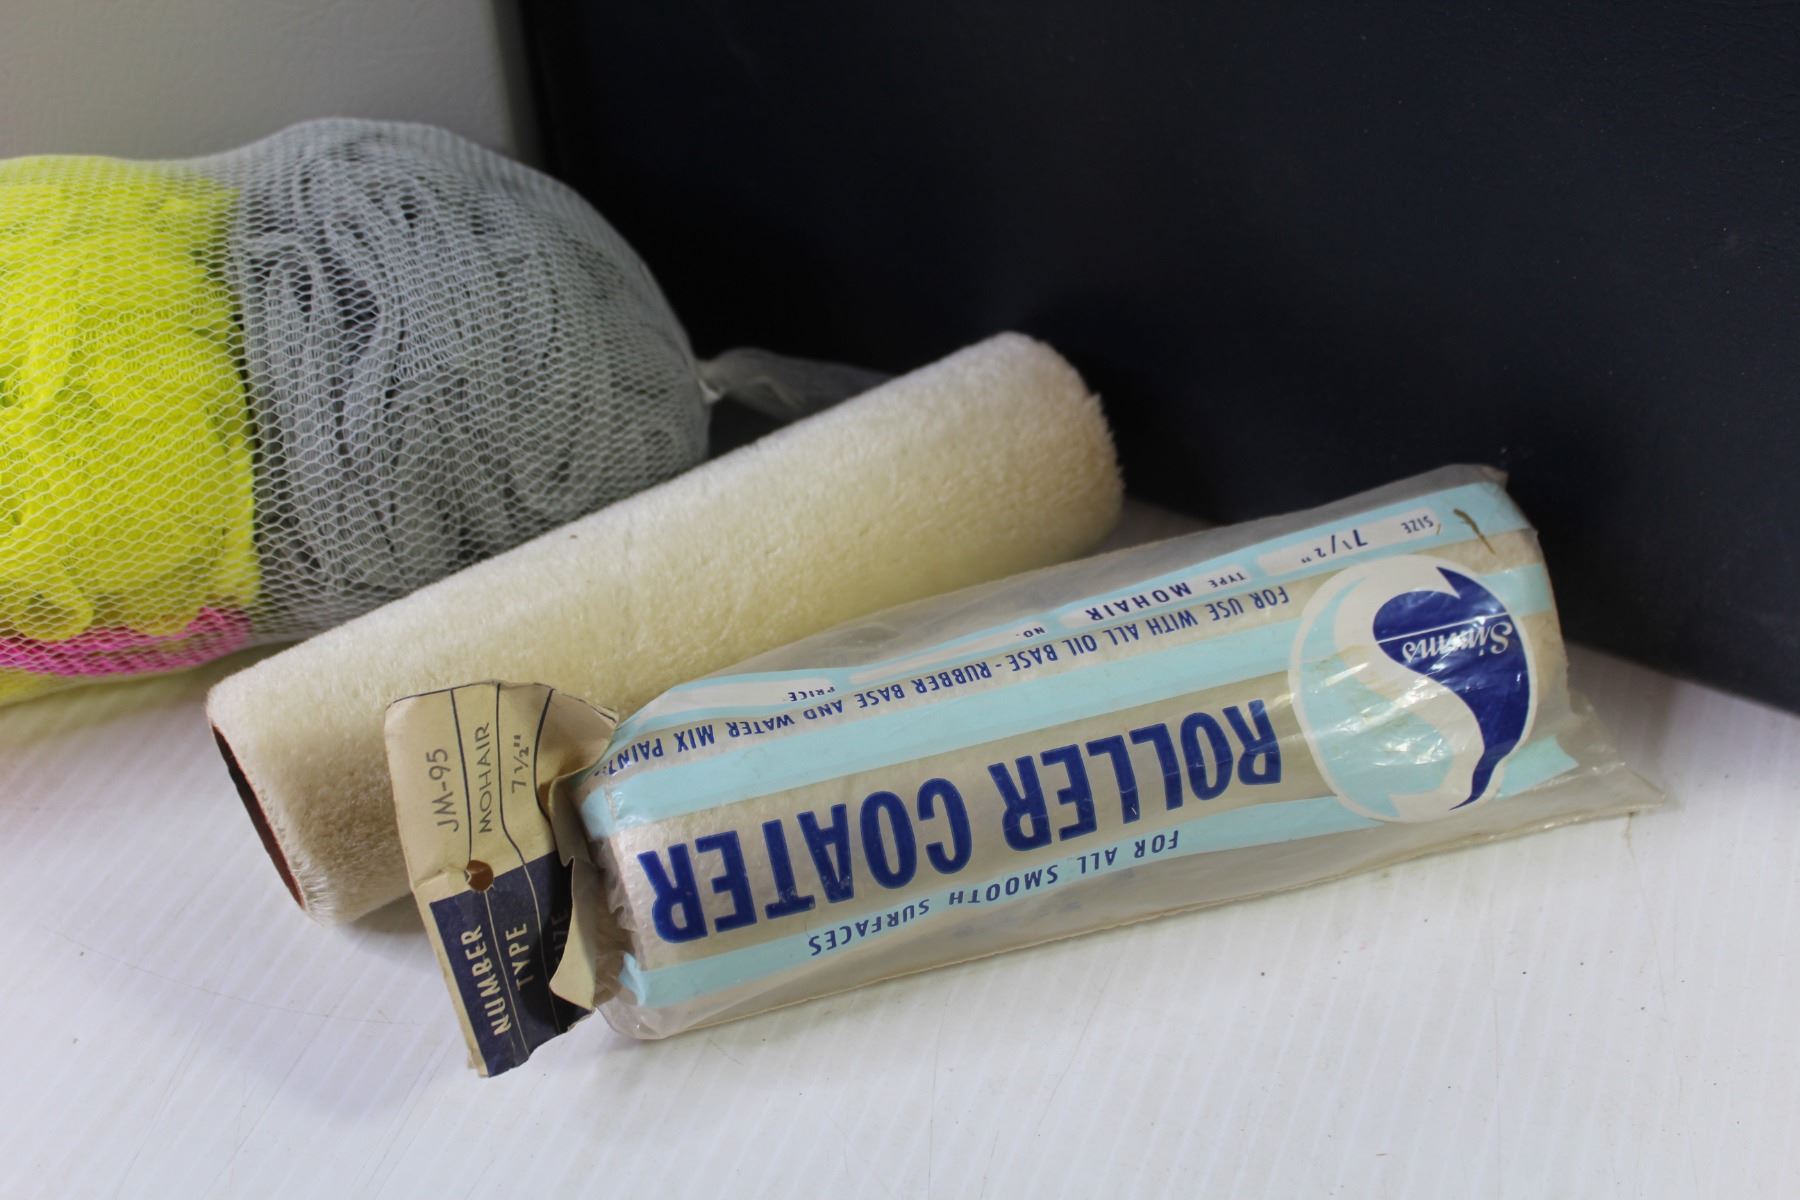 Simms
ROLLER COATER
FOR ALL SMOOTH SURFACES
FOR USE WITH ALL OIL BASE - RUBBER BASE AND WATER MIX PAINTS
SIZE 7 1/2"
TYPE MOHAIR
NO.
PRICE
NUMBER JM-95
TYPE MOHAIR
SIZE 7 1/2"